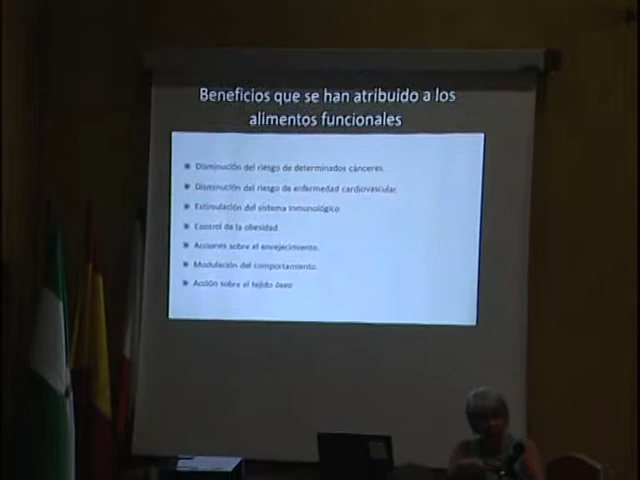 Beneficios que se han atribuido a los
alimentos funcionales
Disminución del riesgo de determinados cánceres.
Disminución del riesgo de enfermedad cardiovascular.
Estimulación del sistema inmunológico
Control de la obesidad.
Acciones sobre el envejecimiento.
Modulación del comportamiento.
Acción sobre el tejido óseo